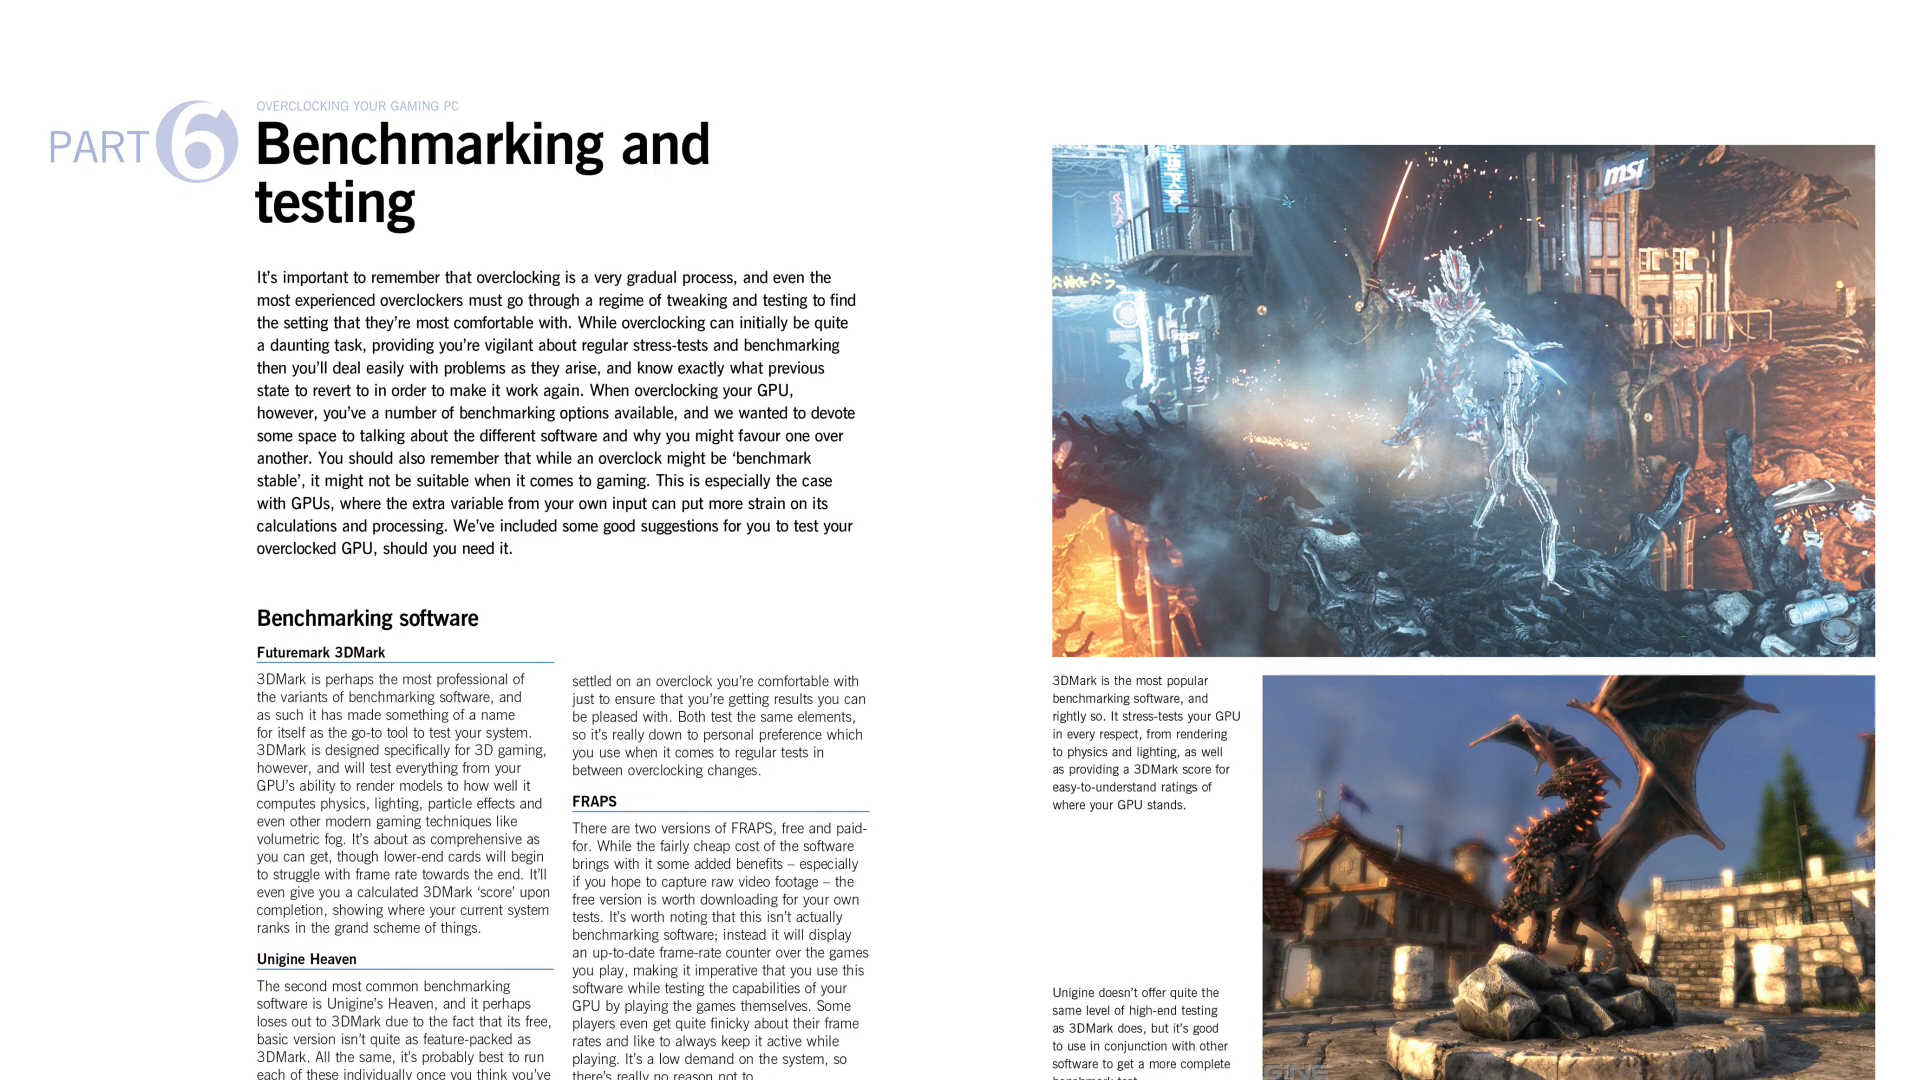 OVERCLOCKING YOUR GAMING PC
PART 6
Benchmarking and
testing
It’s important to remember that overclocking is a very gradual process, and even the
most experienced overclockers must go through a regime of tweaking and testing to find
the setting that they’re most comfortable with. While overclocking can initially be quite
a daunting task, providing you’re vigilant about regular stress-tests and benchmarking
then you’ll deal easily with problems as they arise, and know exactly what previous
state to revert to in order to make it work again. When overclocking your GPU,
however, you’ve a number of benchmarking options available, and we wanted to devote
some space to talking about the different software and why you might favour one over
another. You should also remember that while an overclock might be ‘benchmark
stable’, it might not be suitable when it comes to gaming. This is especially the case
with GPUs, where the extra variable from your own input can put more strain on its
calculations and processing. We’ve included some good suggestions for you to test your
overclocked GPU, should you need it.
Benchmarking software
Futuremark 3DMark
3DMark is perhaps the most professional of
the variants of benchmarking software, and
as such it has made something of a name
for itself as the go-to tool to test your system.
3DMark is designed specifically for 3D gaming,
however, and will test everything from your
GPU’s ability to render models to how well it
computes physics, lighting, particle effects and
even other modern gaming techniques like
volumetric fog. It’s about as comprehensive as
you can get, though lower-end cards will begin
to struggle with frame rate towards the end. It’ll
even give you a calculated 3DMark ‘score’ upon
completion, showing where your current system
ranks in the grand scheme of things.
Unigine Heaven
The second most common benchmarking
software is Unigine’s Heaven, and it perhaps
loses out to 3DMark due to the fact that its free,
basic version isn’t quite as feature-packed as
3DMark. All the same, it’s probably best to run
each of these individually once you think you’ve
settled on an overclock you’re comfortable with
just to ensure that you’re getting results you can
be pleased with. Both test the same elements,
so it’s really down to personal preference which
you use when it comes to regular tests in
between overclocking changes.
FRAPS
There are two versions of FRAPS, free and paid-
for. While the fairly cheap cost of the software
brings with it some added benefits – especially
if you hope to capture raw video footage – the
free version is worth downloading for your own
tests. It’s worth noting that this isn’t actually
benchmarking software; instead it will display
an up-to-date frame-rate counter over the games
you play, making it imperative that you use this
software while testing the capabilities of your
GPU by playing the games themselves. Some
players even get quite finicky about their frame
rates and like to always keep it active while
playing. It’s a low demand on the system, so
there’s really no reason not to.
msi
3DMark is the most popular
benchmarking software, and
rightly so. It stress-tests your GPU
in every respect, from rendering
to physics and lighting, as well
as providing a 3DMark score for
easy-to-understand ratings of
where your GPU stands.
Unigine doesn’t offer quite the
same level of high-end testing
as 3DMark does, but it’s good
to use in conjunction with other
software to get a more complete
benchmark test.